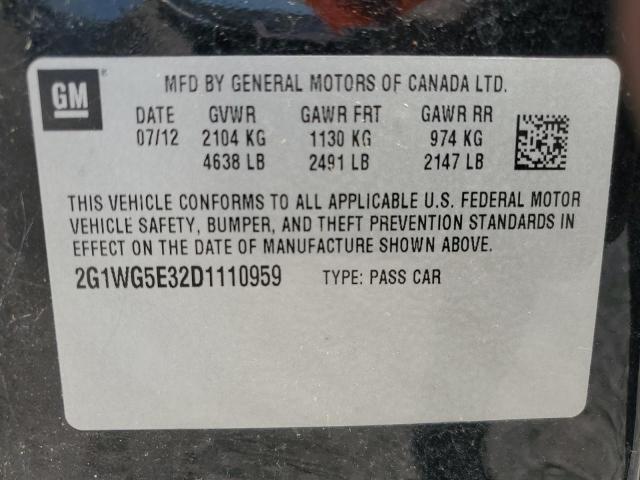 GM
MFD BY GENERAL MOTORS OF CANADA LTD.
DATE GVWR GAWR FRT GAWR RR
07/12 2104 KG 1130 KG 974 KG
4638 LB 2491 LB 2147 LB
THIS VEHICLE CONFORMS TO ALL APPLICABLE U.S. FEDERAL MOTOR
VEHICLE SAFETY, BUMPER, AND THEFT PREVENTION STANDARDS IN
EFFECT ON THE DATE OF MANUFACTURE SHOWN ABOVE.
2G1WG5E32D1110959 TYPE: PASS CAR